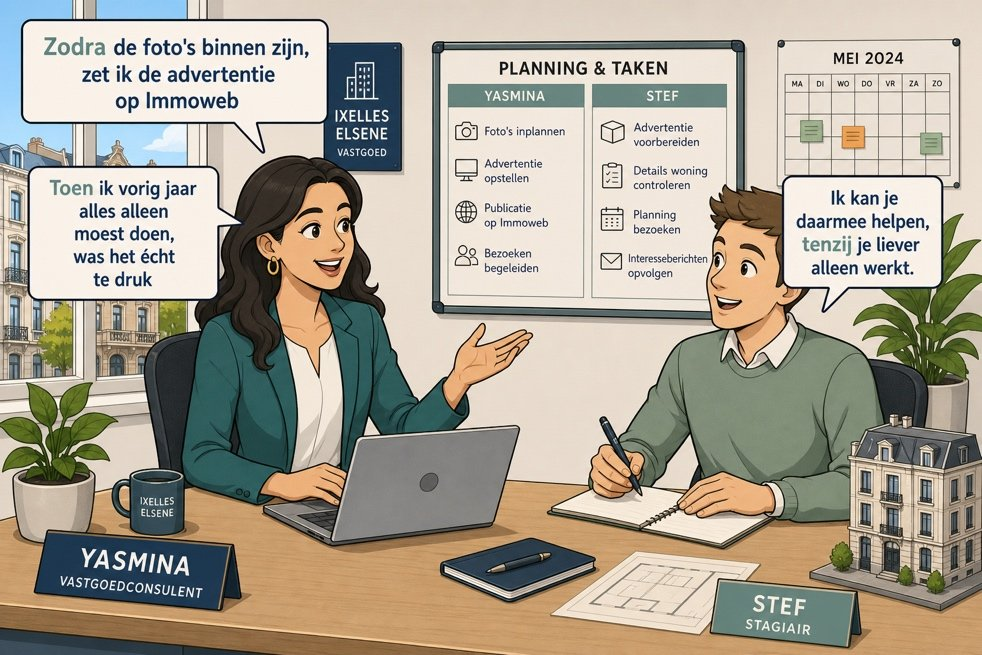 Zodra de foto's binnen zijn,
zet ik de advertentie
op Immoweb
Toen ik vorig jaar
alles alleen
moest doen,
was het écht
te druk
IXELLES
ELSENE
VASTGOED
PLANNING & TAKEN
YASMINA
Foto's inplannen
Advertentie
opstellen
Publicatie
op Immoweb
Bezoeken
begeleiden
STEF
Advertentie
voorbereiden
Details woning
controleren
Planning
bezoeken
Interesseberichten
opvolgen
MEI 2024
MA DI WO DO VR ZA ZO
Ik kan je
daarmee helpen,
tenzij je liever
alleen werkt.
IXELLES
ELSENE
YASMINA
VASTGOEDCONSULENT
STEF
STAGIAIR